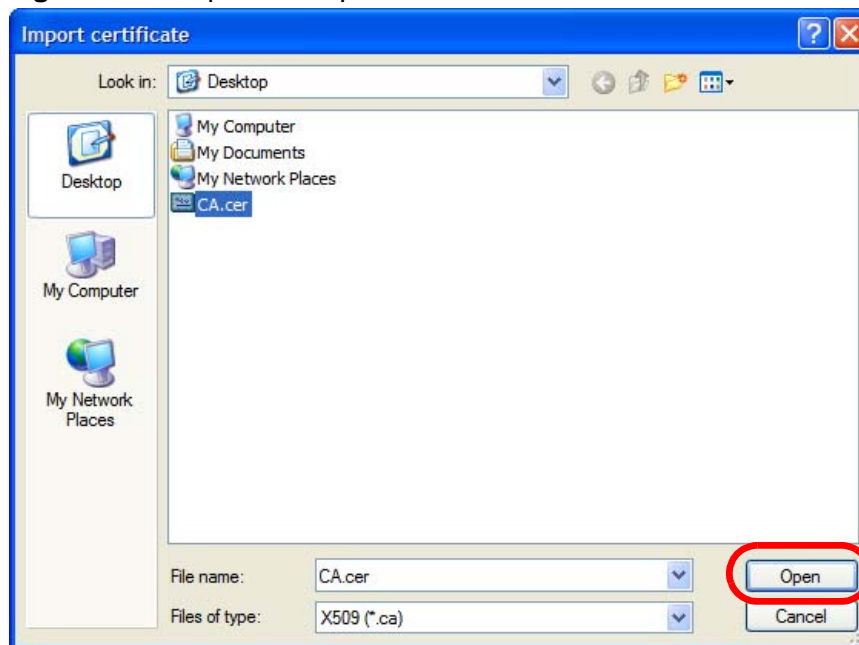 Import certificate
Look in:
Desktop
My Computer
My Documents
My Network Places
CA.cer
Desktop
My Computer
My Network
Places
File name:
CA.cer
Open
Files of type:
X509 (*.ca)
Cancel